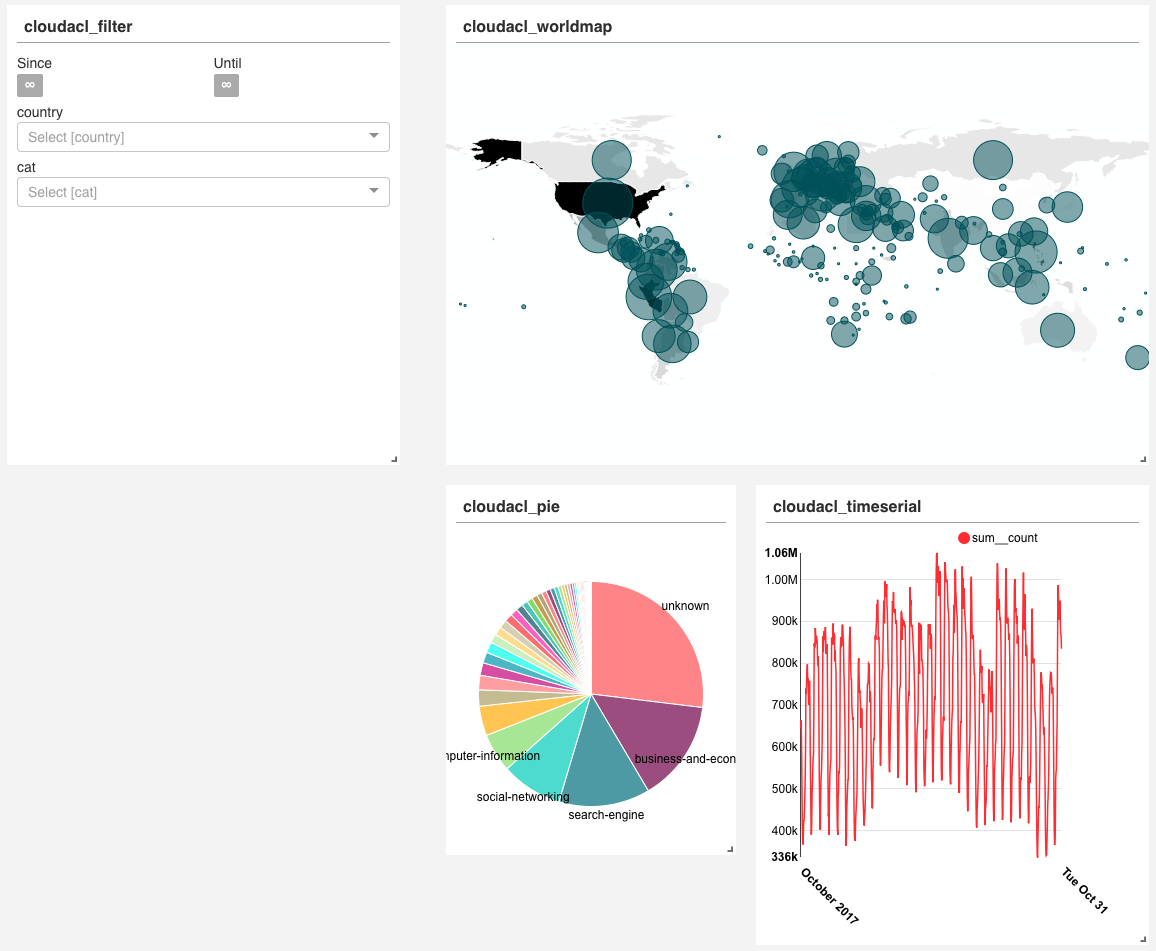 cloudacl_filter
Since
Until
∞
∞
country
Select [country]
cat
Select [cat]
cloudacl_worldmap
cloudacl_pie
unknown
business-and-econ
search-engine
social-networking
nputer-information
cloudacl_timeserial
sum__count
1.06M
1.00M
900k
800k
700k
600k
500k
400k
336k
October 2017
Tue Oct 31